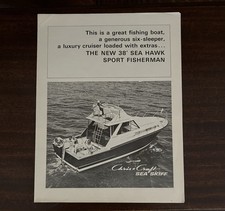 This is a great fishing boat,
a generous six-sleeper,
a luxury cruiser loaded with extras...
THE NEW 38' SEA HAWK
SPORT FISHERMAN
Chris-Craft
SEA SKIFF